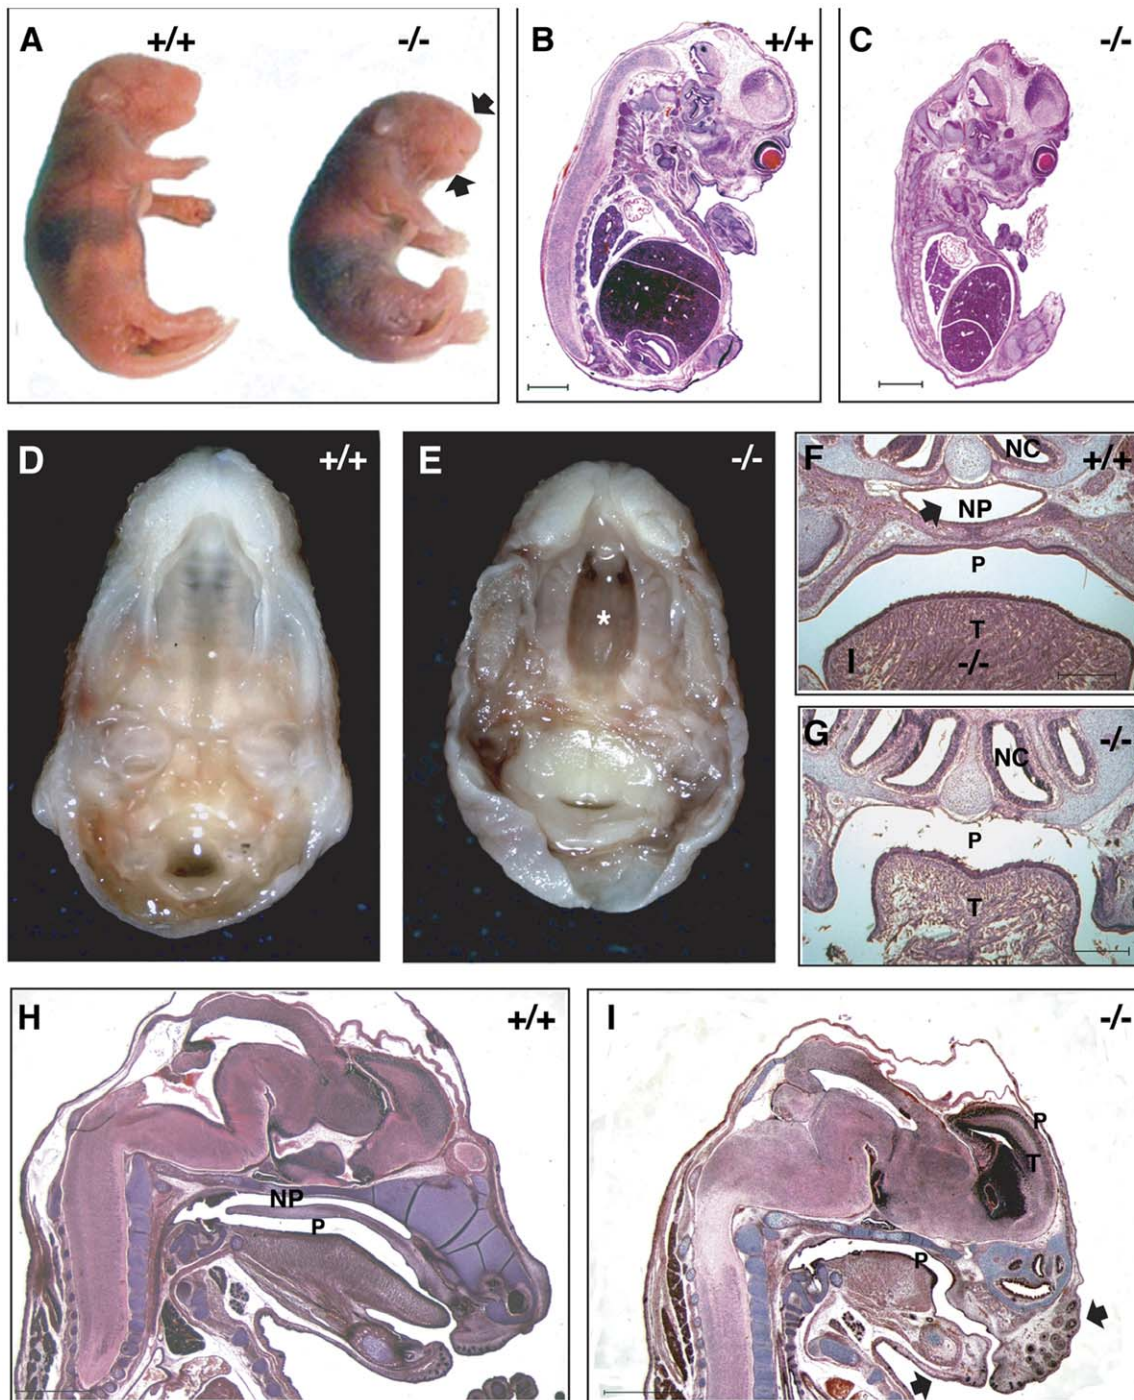 A +/+ -/-
B +/+
C -/-
D +/+
E -/-
F NC +/+
NP
P
T
I -/-
G -/-
NC
P
T
H +/+
NP
P
I -/-
P
T
P